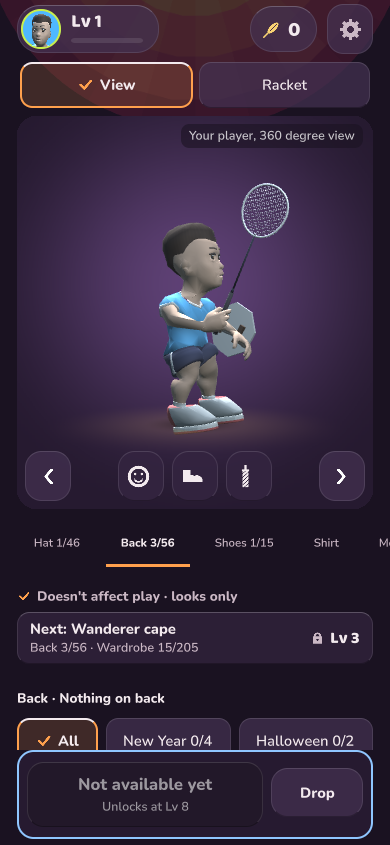 Lv 1
0
View
Racket
Your player, 360 degree view
Hat 1/46
Back 3/56
Shoes 1/15
Shirt
Doesn't affect play · looks only
Next: Wanderer cape
Back 3/56 · Wardrobe 15/205
Lv 3
Back · Nothing on back
All
New Year 0/4
Halloween 0/2
Not available yet
Unlocks at Lv 8
Drop